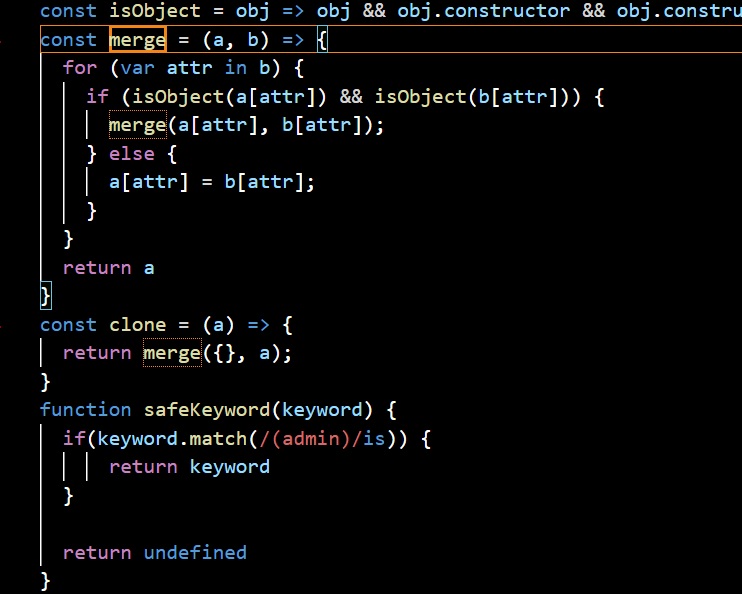 const isObject = obj => obj && obj.constructor && obj.constru
const merge = (a, b) => {
for (var attr in b) {
if (isObject(a[attr]) && isObject(b[attr])) {
merge(a[attr], b[attr]);
} else {
a[attr] = b[attr];
}
}
return a
}
const clone = (a) => {
return merge({}, a);
}
function safeKeyword(keyword) {
if(keyword.match(/(admin)/is)) {
return keyword
}
return undefined
}